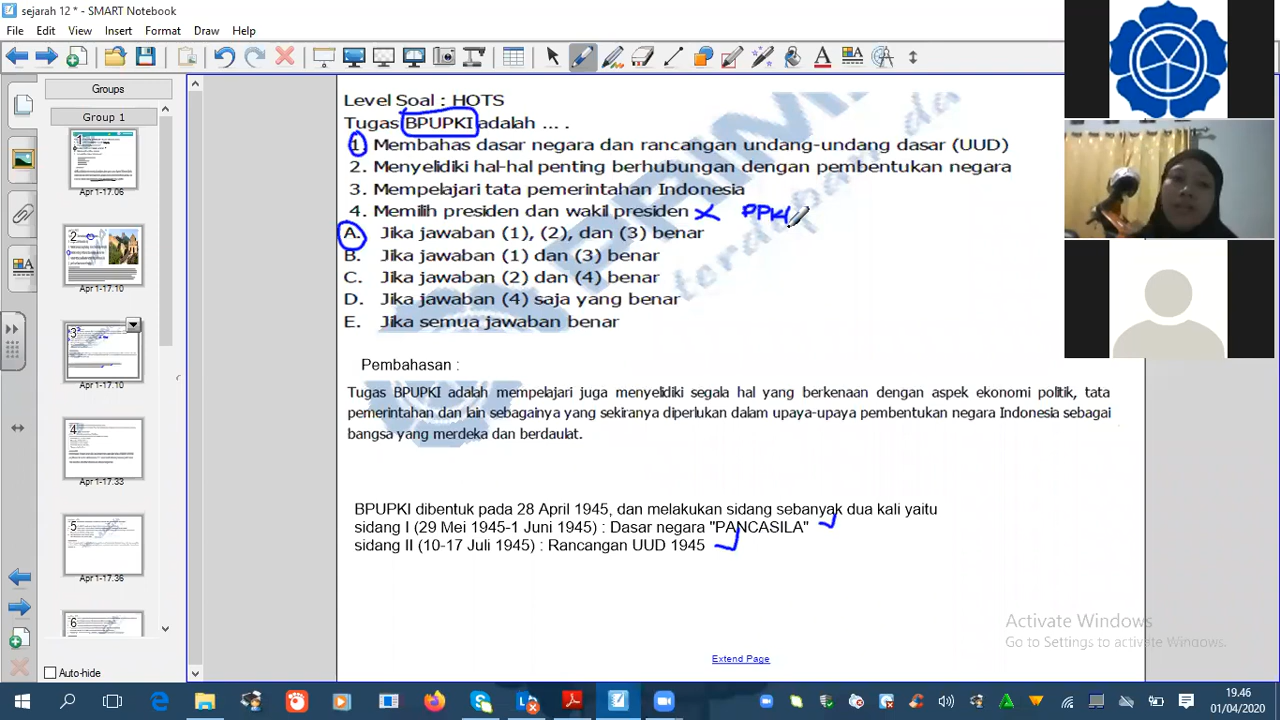 sejarah 12 * - SMART Notebook
File Edit View Insert Format Draw Help
Groups
Group 1
Apr 1-17.06
2
Apr 1-17.10
3
Apr 1-17.10
4
Apr 1-17.33
5
Apr 1-17.36
6
Auto-hide
Level Soal : HOTS
Tugas BPUPKI adalah ... .
1. Membahas dasar negara dan rancangan undang-undang dasar (UUD)
2. Menyelidiki hal-hal penting berhubungan dengan pembentukan negara
3. Mempelajari tata pemerintahan Indonesia
4. Memilih presiden dan wakil presiden X PPKI
A. Jika jawaban (1), (2), dan (3) benar
B. Jika jawaban (1) dan (3) benar
C. Jika jawaban (2) dan (4) benar
D. Jika jawaban (4) saja yang benar
E. Jika semua jawaban benar
Pembahasan :
Tugas BPUPKI adalah mempelajari juga menyelidiki segala hal yang berkenaan dengan aspek ekonomi politik, tata
pemerintahan dan lain sebagainya yang sekiranya diperlukan dalam upaya-upaya pembentukan negara Indonesia sebagai
bangsa yang merdeka dan berdaulat.
BPUPKI dibentuk pada 28 April 1945, dan melakukan sidang sebanyak dua kali yaitu
sidang I (29 Mei 1945-1 Juni 1945) : Dasar negara "PANCASILA"
sidang II (10-17 Juli 1945) : Rancangan UUD 1945
Activate Windows
Go to Settings to activate Windows.
Extend Page
19.46
01/04/2020